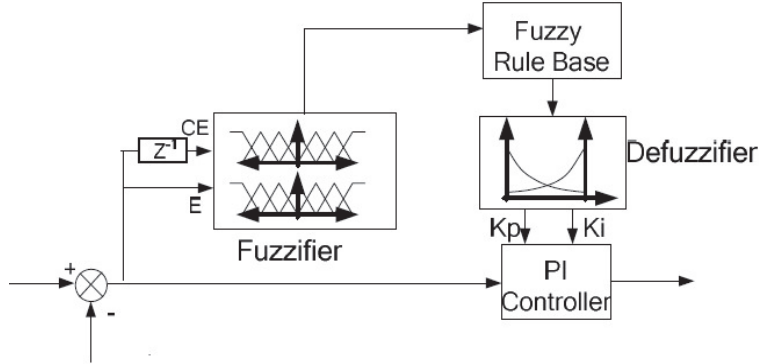 Fuzzy
Rule Base
CE
Z-1
E
Fuzzifier
Defuzzifier
Kp
Ki
+
-
PI
Controller